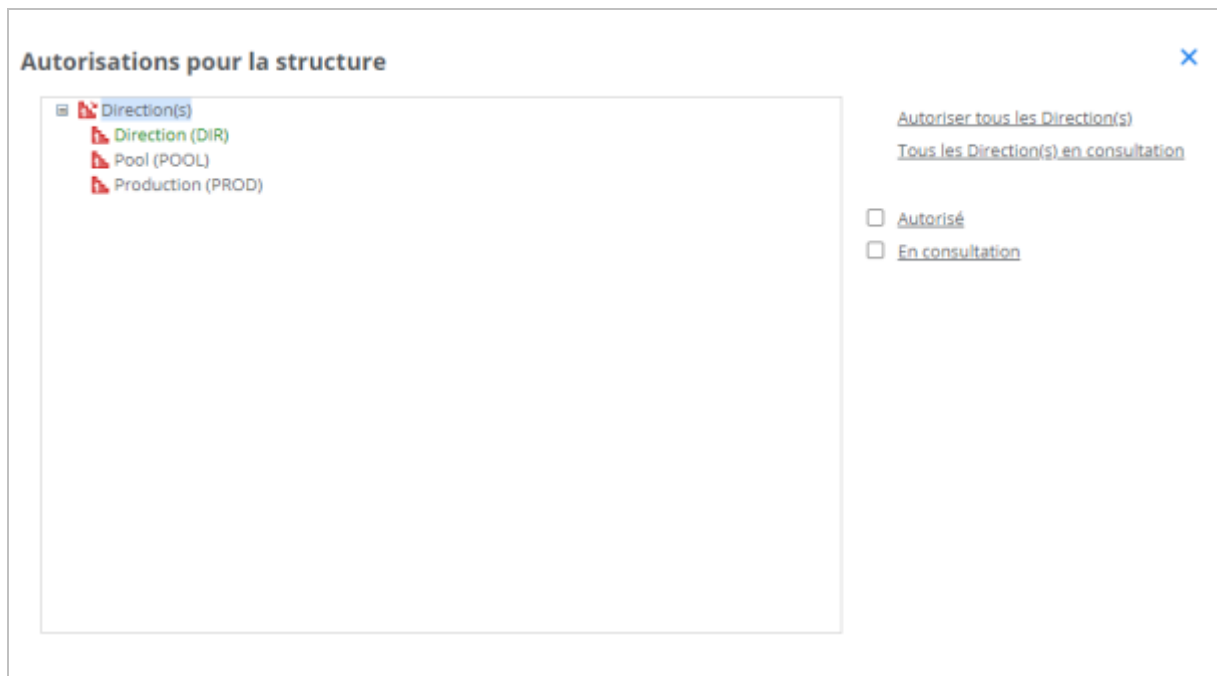 Autorisations pour la structure
Direction(s)
Direction (DIR)
Pool (POOL)
Production (PROD)
Autoriser tous les Direction(s)
Tous les Direction(s) en consultation
Autorisé
En consultation